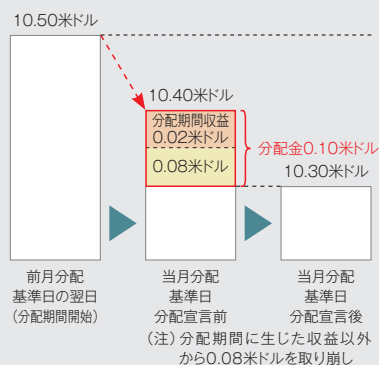 10.50米ドル
10.40米ドル
分配期間収益
0.02米ドル
0.08米ドル
分配金0.10米ドル
10.30米ドル
前月分配
基準日の翌日
(分配期間開始)
当月分配
基準日
分配宣言前
当月分配
基準日
分配宣言後
(注)分配期間に生じた収益以外
から0.08米ドルを取り崩し